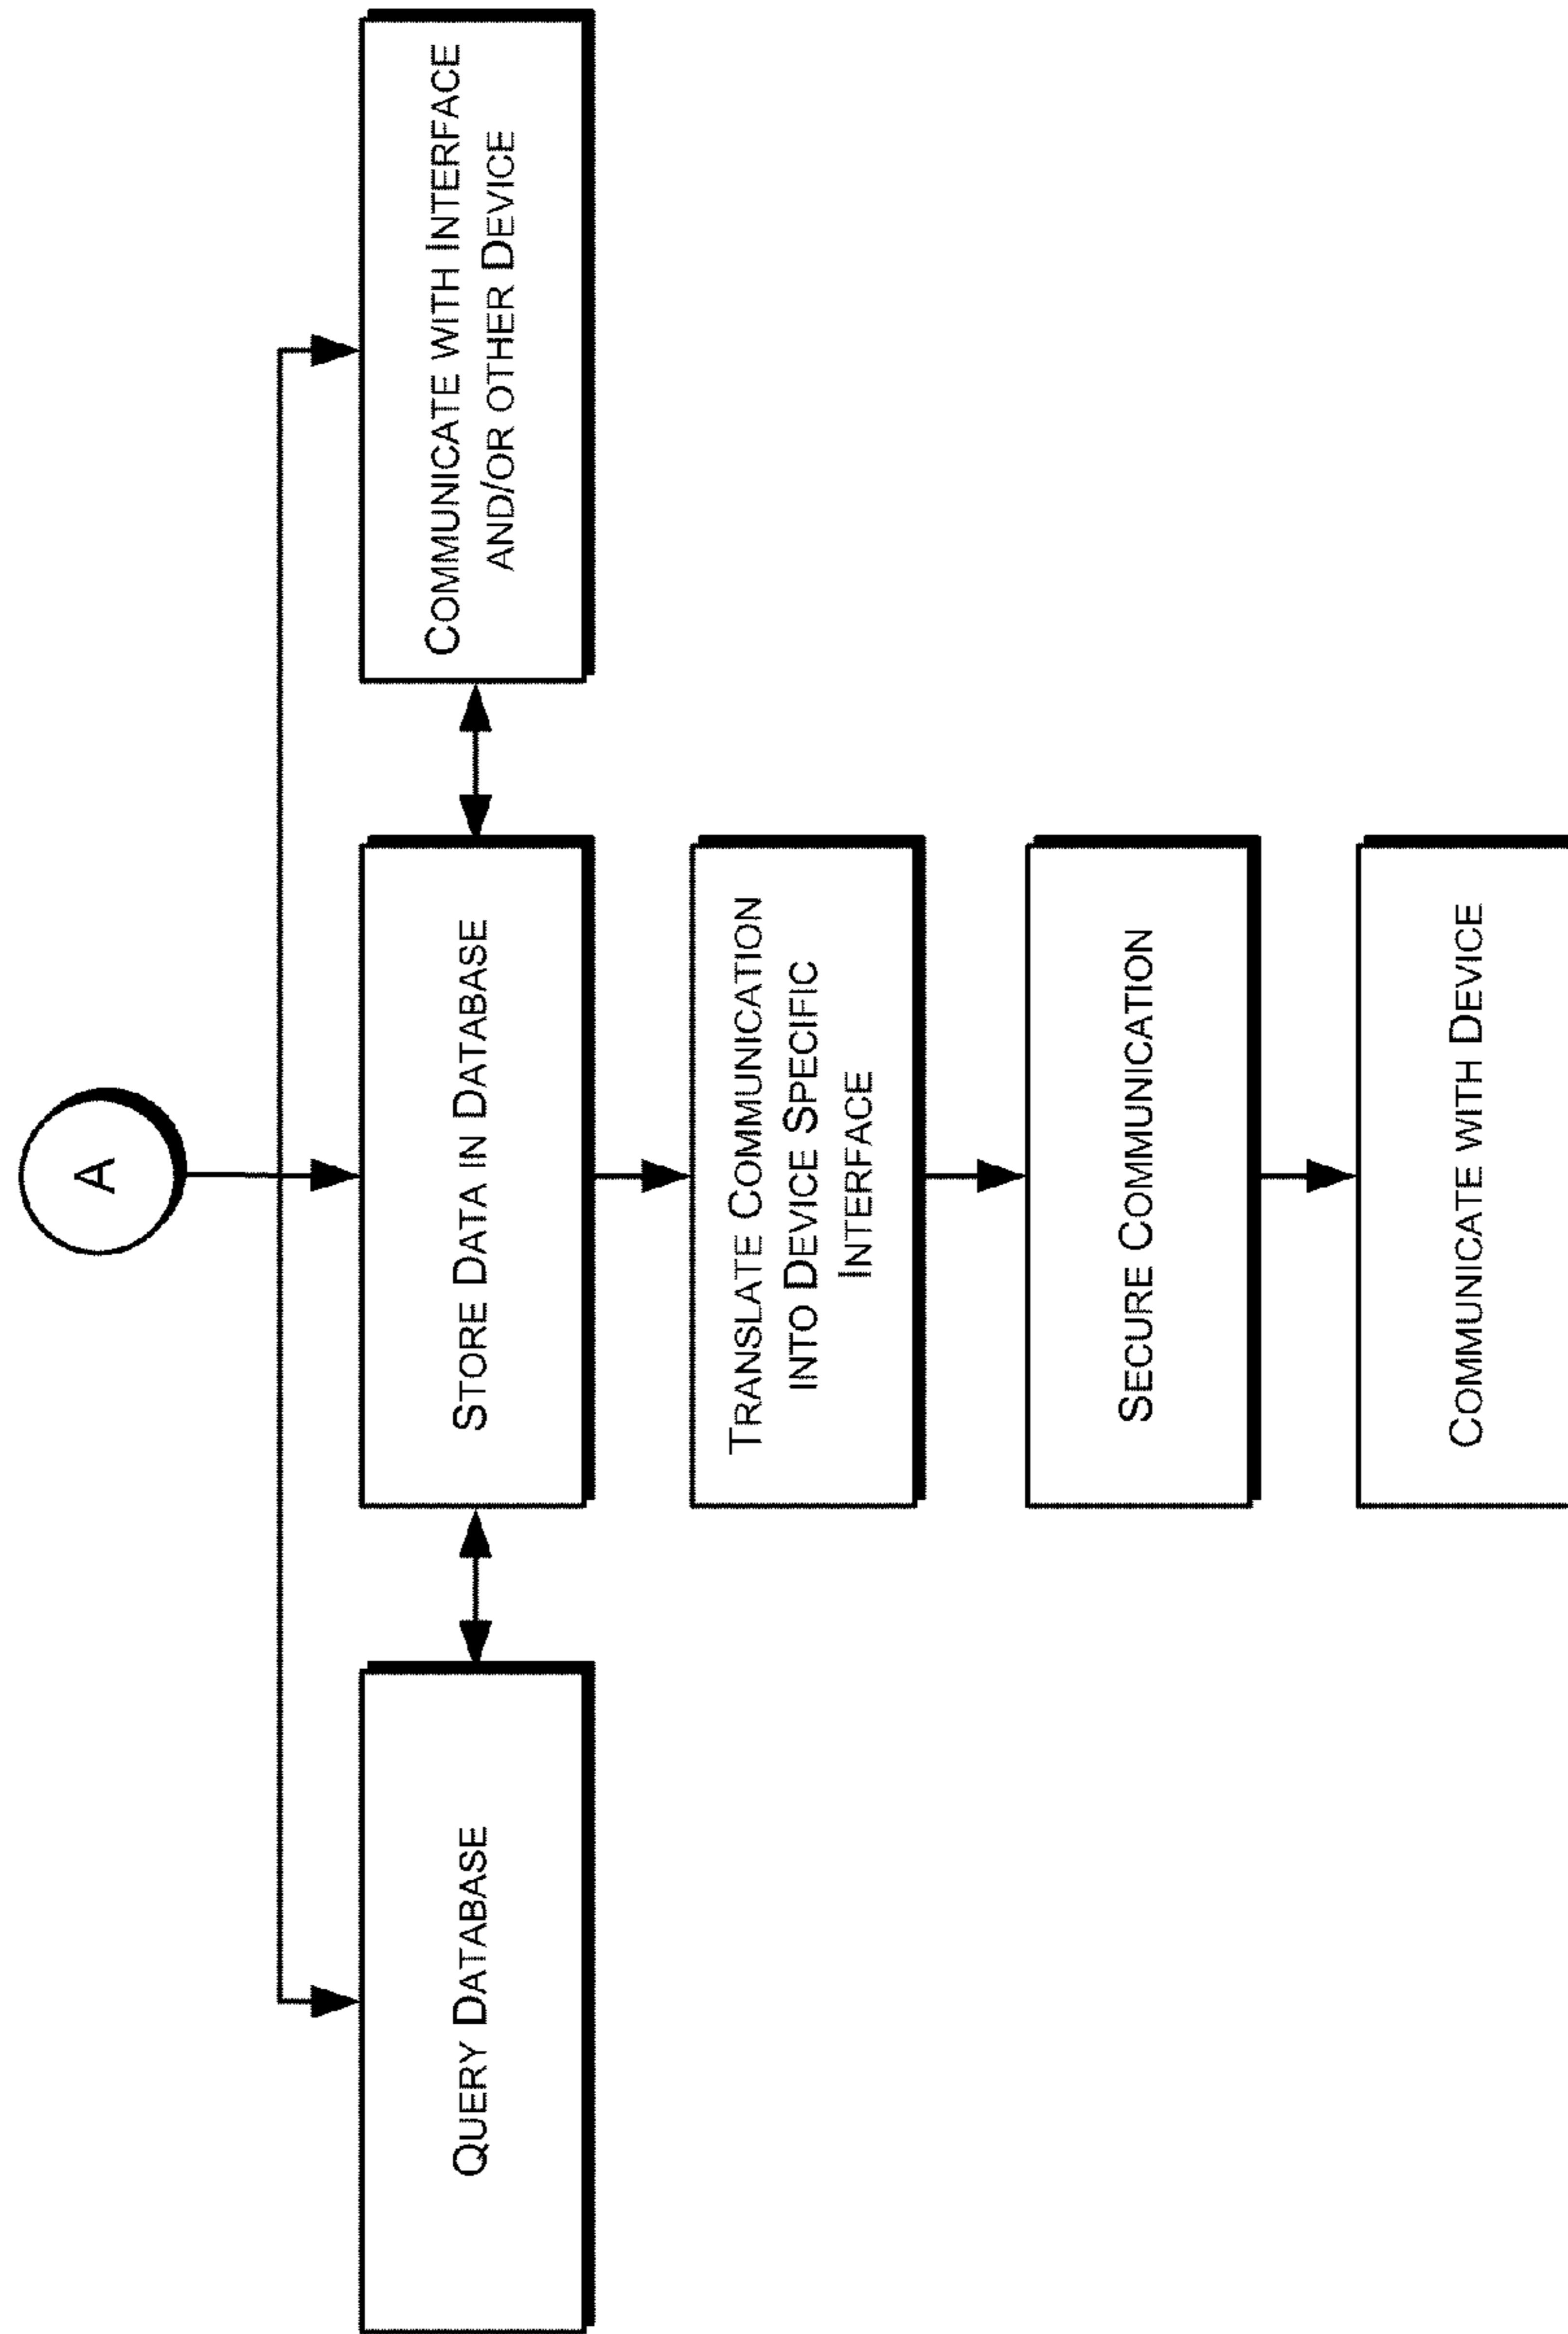 A
QUERY DATABASE
STORE DATA IN DATABASE
COMMUNICATE WITH INTERFACE
AND/OR OTHER DEVICE
TRANSLATE COMMUNICATION
INTO DEVICE SPECIFIC
INTERFACE
SECURE COMMUNICATION
COMMUNICATE WITH DEVICE